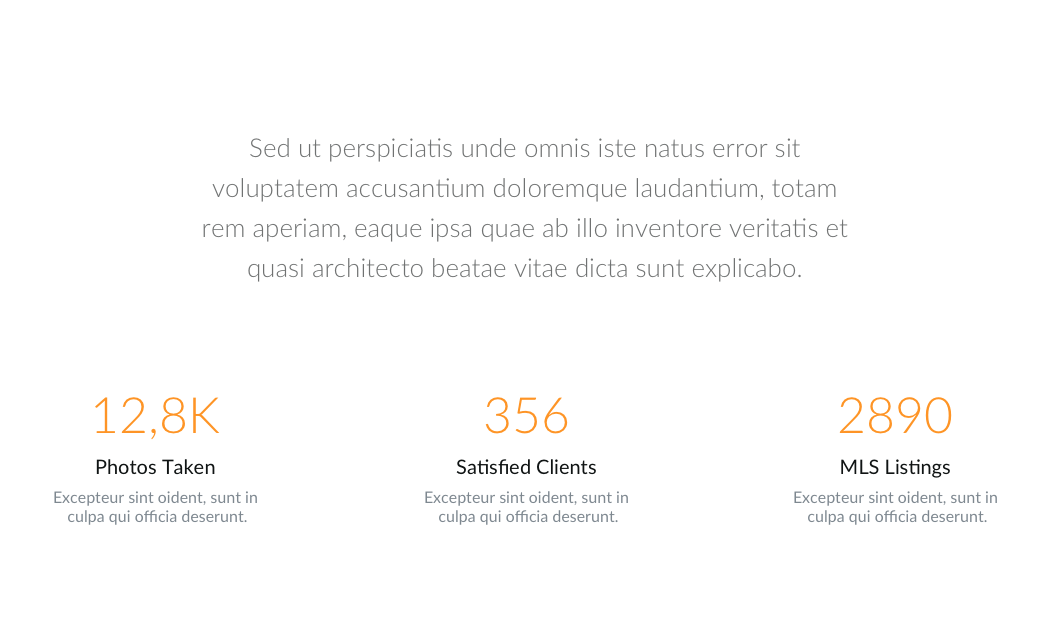 Sed ut perspiciatis unde omnis iste natus error sit
voluptatem accusantium doloremque laudantium, totam
rem aperiam, eaque ipsa quae ab illo inventore veritatis et
quasi architecto beatae vitae dicta sunt explicabo.
12,8K
Photos Taken
Excepteur sint oident, sunt in
culpa qui officia deserunt.
356
Satisfied Clients
Excepteur sint oident, sunt in
culpa qui officia deserunt.
2890
MLS Listings
Excepteur sint oident, sunt in
culpa qui officia deserunt.